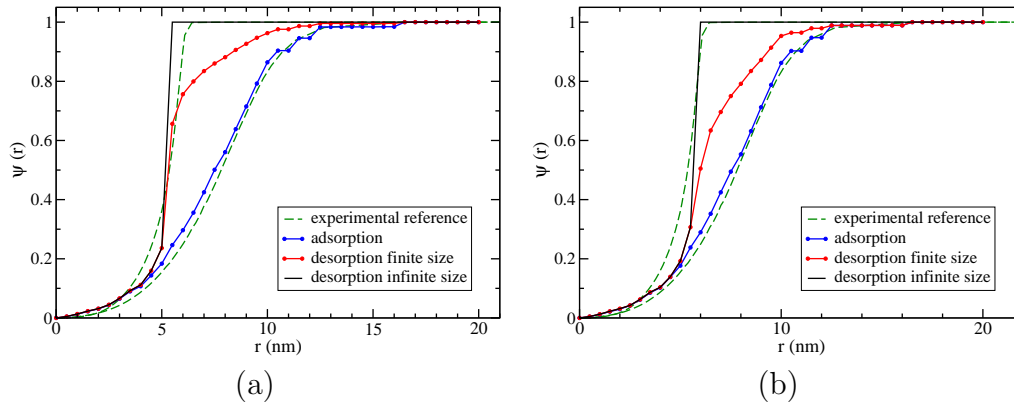 1
0.8
0.6
0.4
0.2
0
ψ (r)
experimental reference
adsorption
desorption finite size
desorption infinite size
0 5 10 15 20
r (nm)
(a)
1
0.8
0.6
0.4
0.2
0
ψ (r)
experimental reference
adsorption
desorption finite size
desorption infinite size
0 10 20
r (nm)
(b)